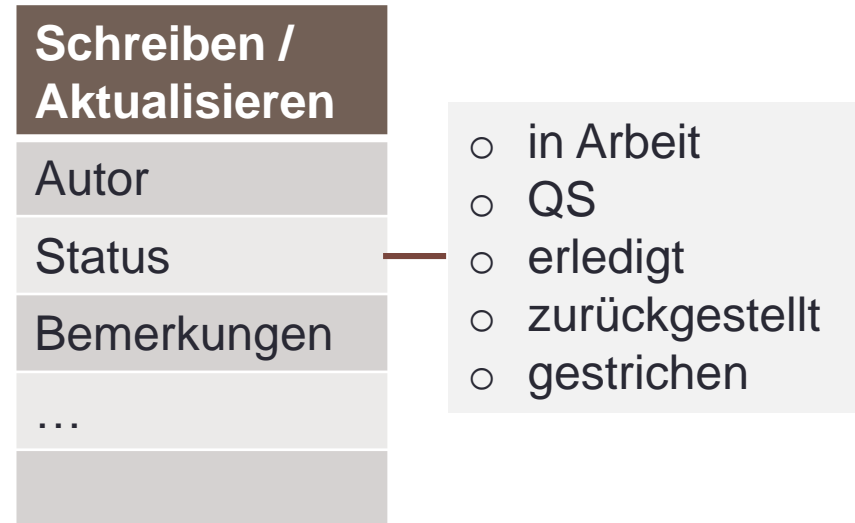 Schreiben /
Aktualisieren
Autor
Status
Bemerkungen
…
o in Arbeit
o QS
o erledigt
o zurückgestellt
o gestrichen